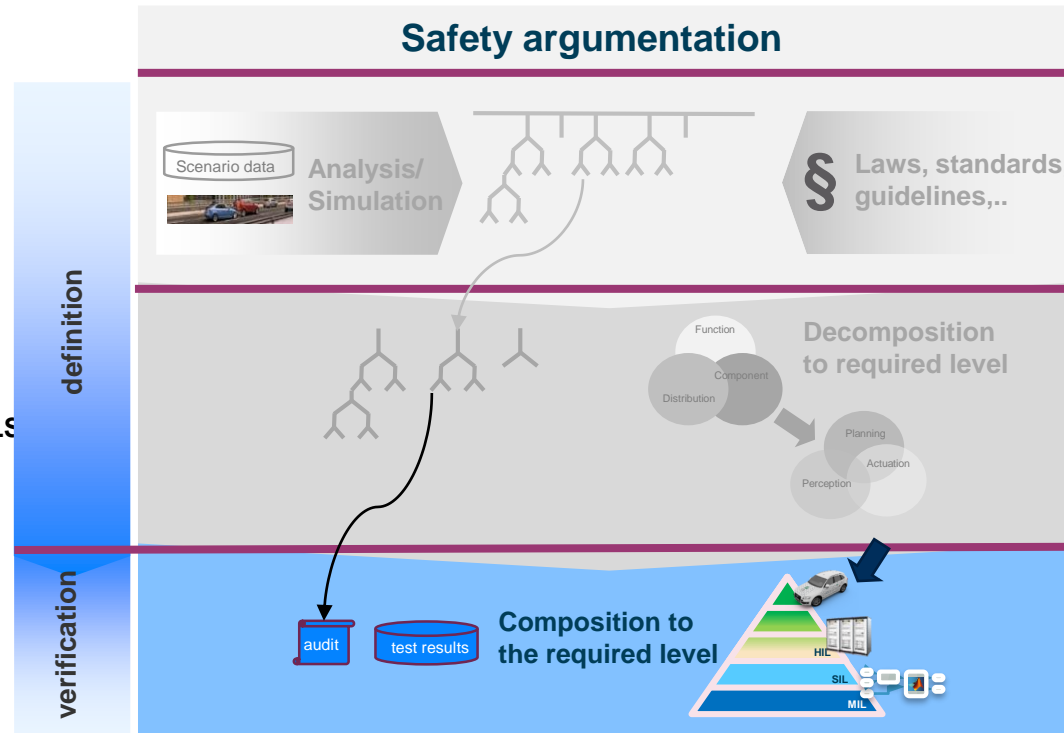 Safety argumentation
Scenario data
Analysis/
Simulation
§
Laws, standards
guidelines,..
definition
Function
Component
Distribution
Decomposition
to required level
Planning
Actuation
Perception
verification
audit
test results
Composition to
the required level
HIL
SIL
MIL